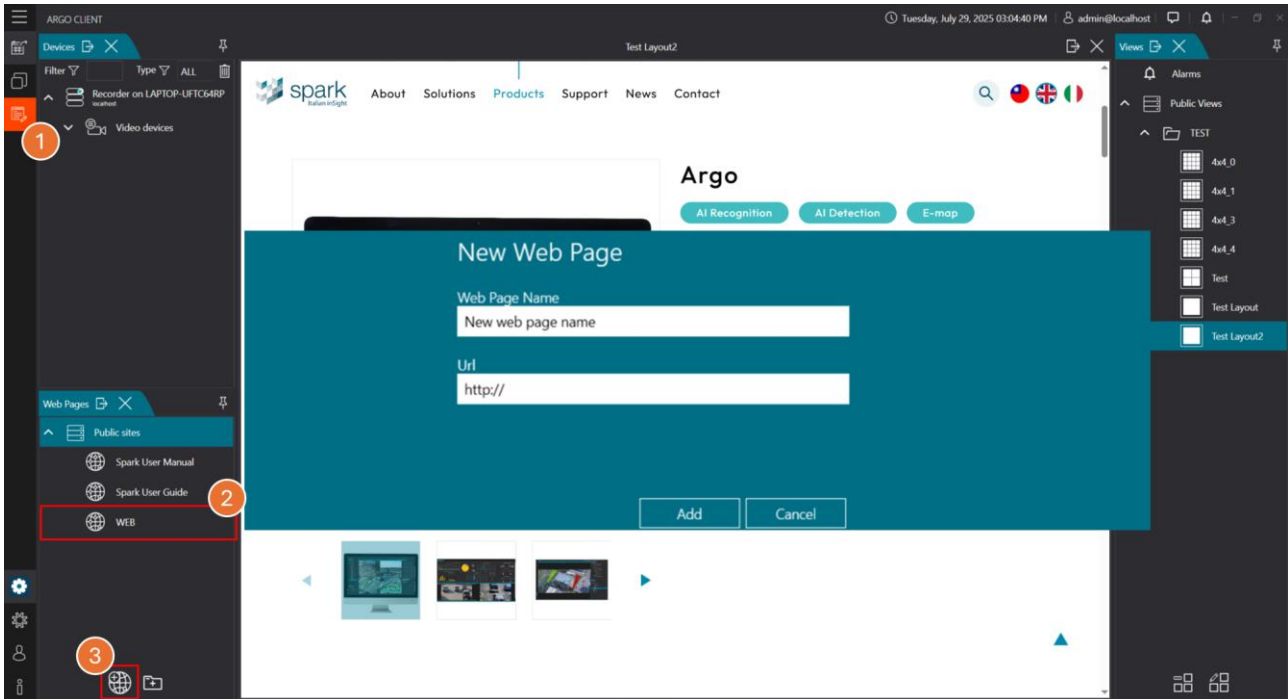 ARGO CLIENT
Tuesday, July 29, 2025 03:04:40 PM
admin@localhost
Devices
Filter
Type
ALL
Recorder on LAPTOP-UFTC64RP
localhost
Video devices
1
Test Layout2
spark
Italian inSight
About Solutions Products Support News Contact
Argo
AI Recognition
AI Detection
E-map
New Web Page
Web Page Name
New web page name
Url
http://
Add
Cancel
Web Pages
Public sites
Spark User Manual
Spark User Guide
2
WEB
3
Views
Alarms
Public Views
TEST
4x4_0
4x4_1
4x4_3
4x4_4
Test
Test Layout
Test Layout2